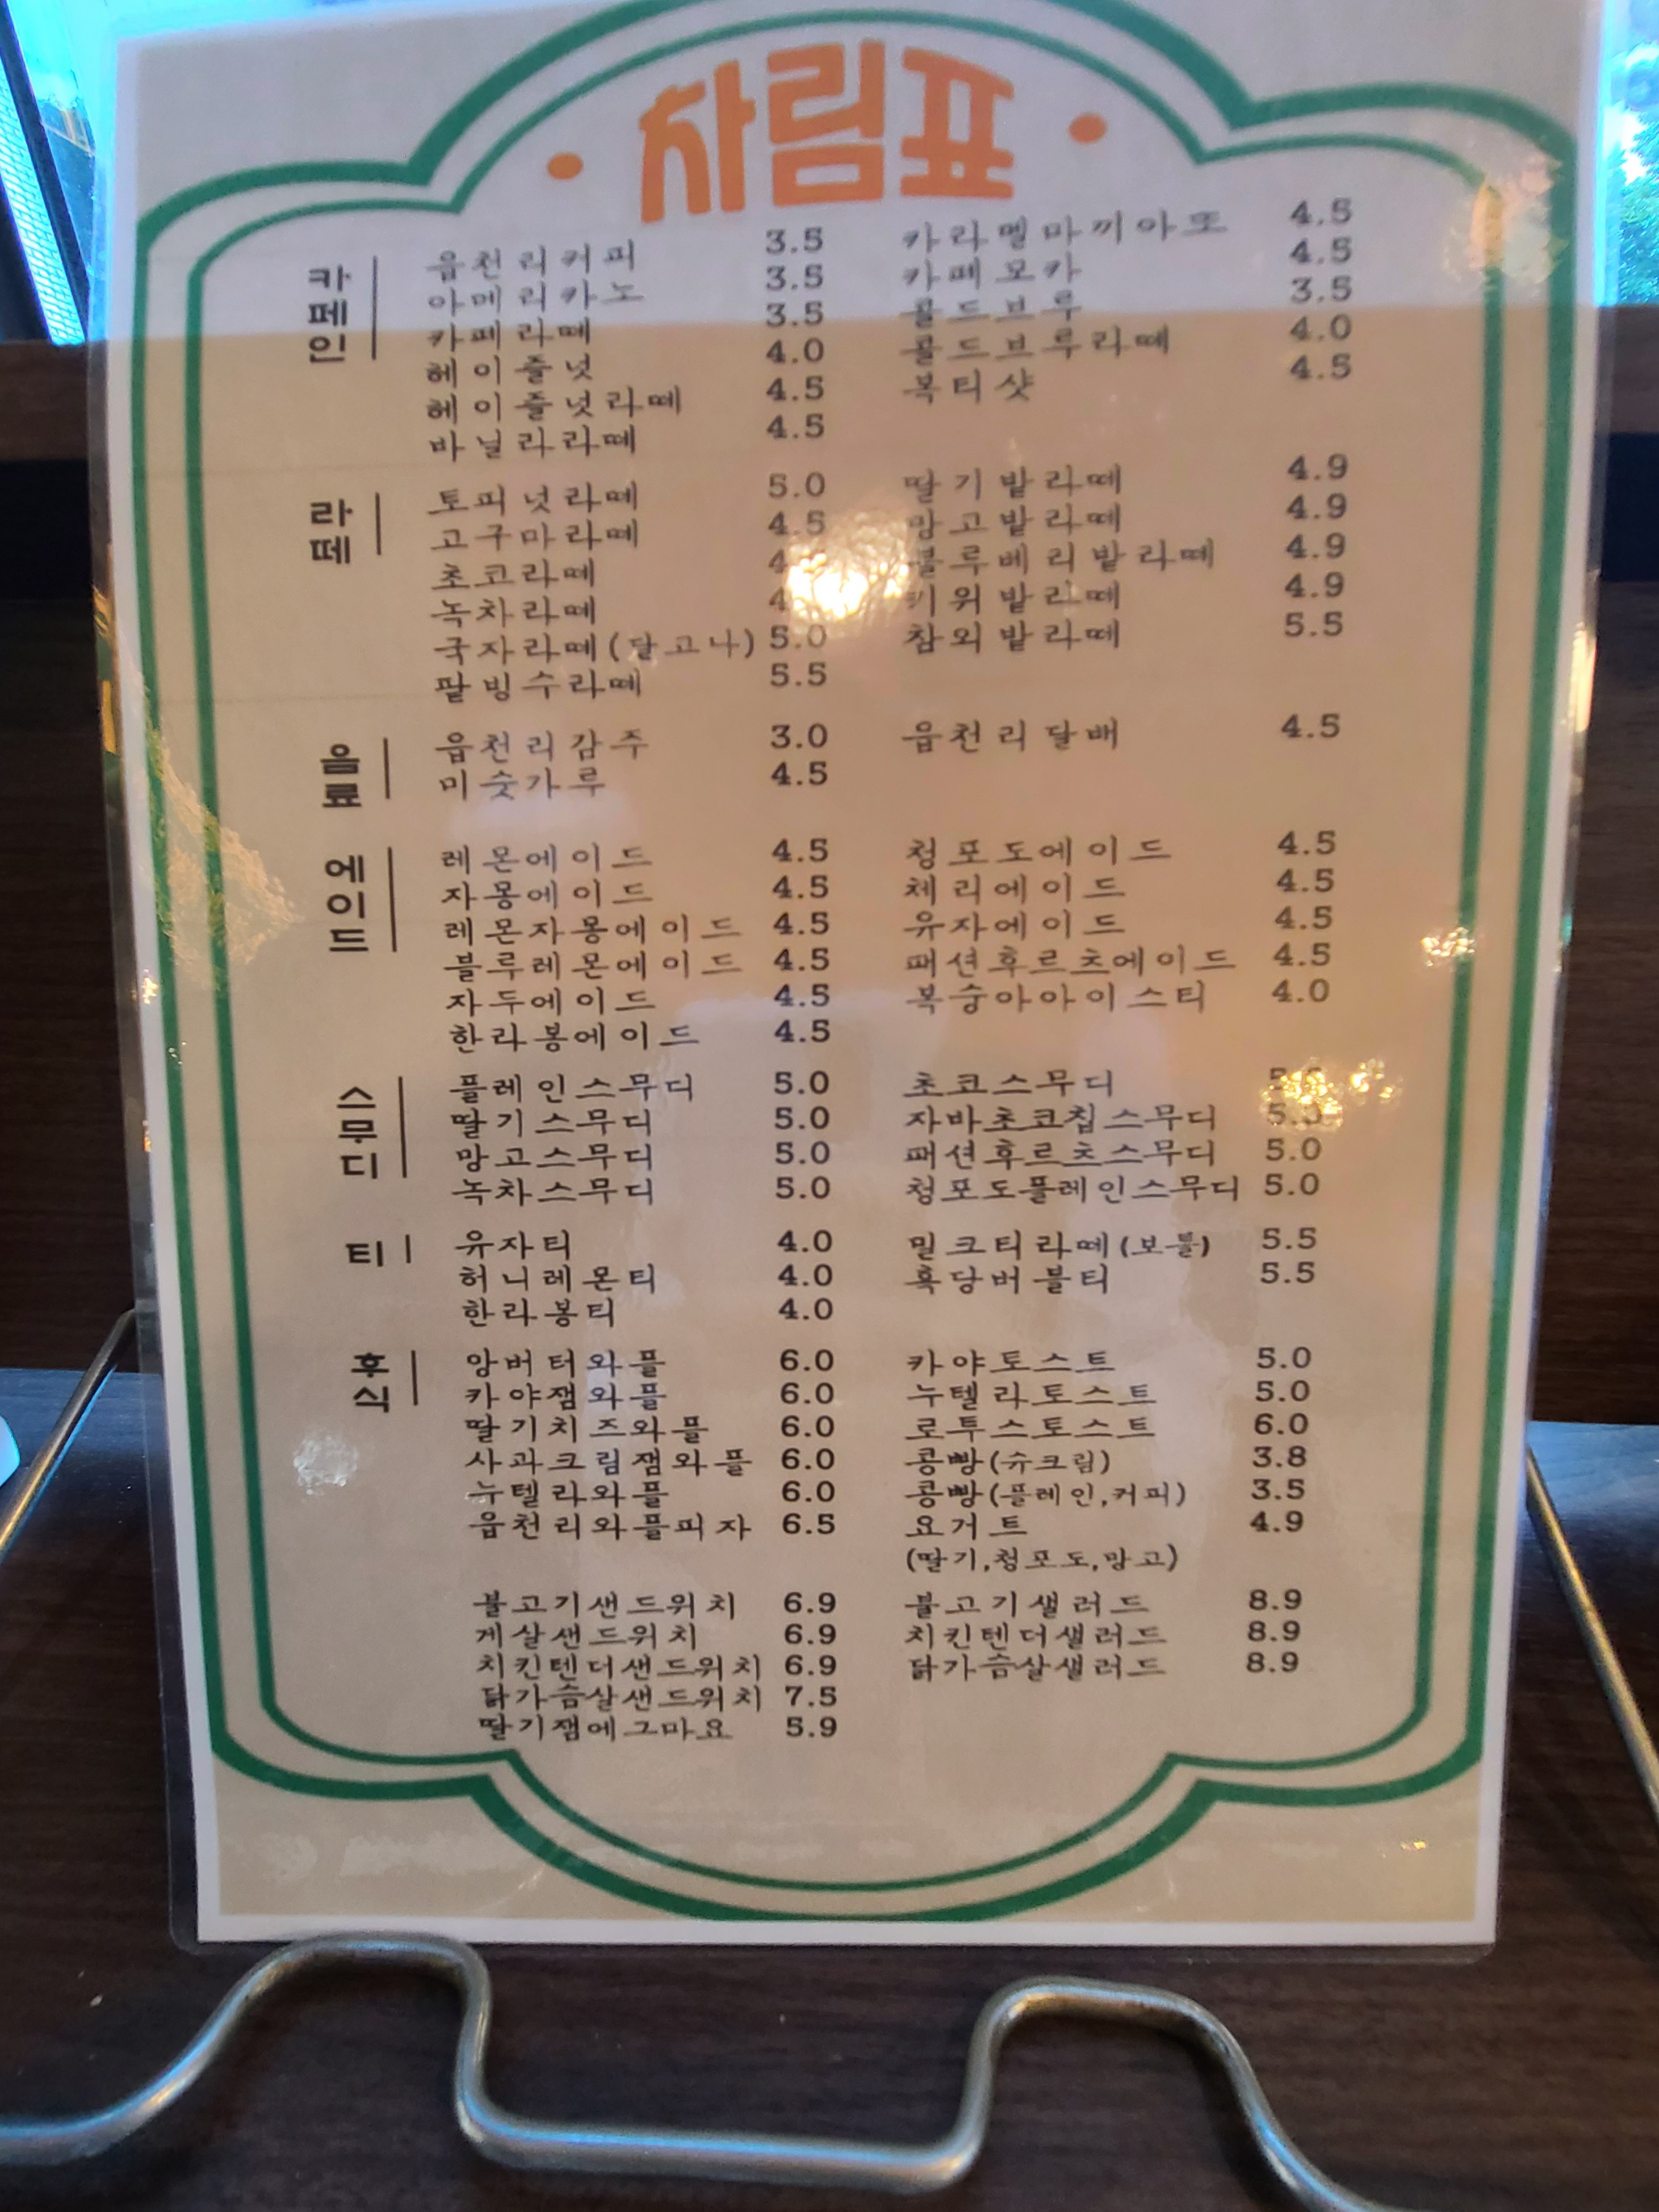 차림표
카페인
읍천리커피 3.5
아메리카노 3.5
카페라떼 3.5
헤이즐넛 4.0
헤이즐넛라떼 4.5
바닐라라떼 4.5
카라멜마끼아또 4.5
카페모카 4.5
콜드브루 3.5
콜드브루라떼 4.0
복티샷 4.5
라떼
토피넛라떼 5.0
고구마라떼 4.5
초코라떼
녹차라떼
국자라떼(달고나) 5.0
팥빙수라떼 5.5
딸기밭라떼 4.9
망고밭라떼 4.9
블루베리밭라떼 4.9
키위밭라떼 4.9
참외밭라떼 5.5
음료
읍천리감주 3.0
미숫가루 4.5
읍천리달배 4.5
에이드
레몬에이드 4.5
자몽에이드 4.5
레몬자몽에이드 4.5
블루레몬에이드 4.5
자두에이드 4.5
한라봉에이드 4.5
청포도에이드 4.5
체리에이드 4.5
유자에이드 4.5
패션후르츠에이드 4.5
복숭아아이스티 4.0
스무디
플레인스무디 5.0
딸기스무디 5.0
망고스무디 5.0
녹차스무디 5.0
초코스무디
자바초코칩스무디
패션후르츠스무디 5.0
청포도플레인스무디 5.0
티
유자티 4.0
허니레몬티 4.0
한라봉티 4.0
밀크티라떼(보틀) 5.5
흑당버블티 5.5
후식
앙버터와플 6.0
카야잼와플 6.0
딸기치즈와플 6.0
사과크림잼와플 6.0
누텔라와플 6.0
읍천리와플피자 6.5
카야토스트 5.0
누텔라토스트 5.0
로투스토스트 6.0
콩빵(슈크림) 3.8
콩빵(플레인,커피) 3.5
요거트 4.9
(딸기,청포도,망고)
불고기샌드위치 6.9
게살샌드위치 6.9
치킨텐더샌드위치 6.9
닭가슴살샌드위치 7.5
딸기잼에그마요 5.9
불고기샐러드 8.9
치킨텐더샐러드 8.9
닭가슴살샐러드 8.9